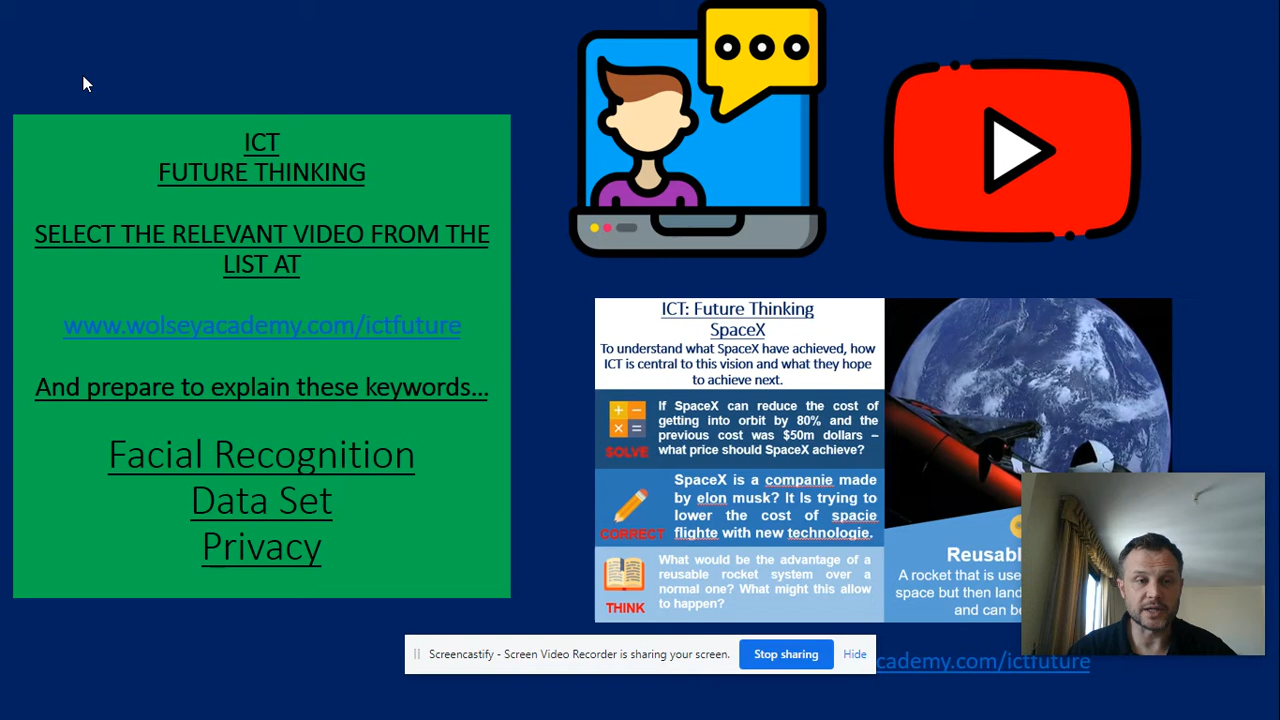 ICT
FUTURE THINKING
SELECT THE RELEVANT VIDEO FROM THE
LIST AT
www.wolseyacademy.com/ictfuture
And prepare to explain these keywords...
Facial Recognition
Data Set
Privacy
ICT: Future Thinking
SpaceX
To understand what SpaceX have achieved, how
ICT is central to this vision and what they hope
to achieve next.
SOLVE
If SpaceX can reduce the cost of
getting into orbit by 80% and the
previous cost was $50m dollars –
what price should SpaceX achieve?
CORRECT
SpaceX is a companie made
by elon musk? It Is trying to
lower the cost of spacie
flighte with new technologie.
THINK
What would be the advantage of a
reusable rocket system over a
normal one? What might this allow
to happen?
A rocket that is
space but then
and can
Screencastify - Screen Video Recorder is sharing your screen.
Stop sharing
Hide
cademy.com/ictfuture